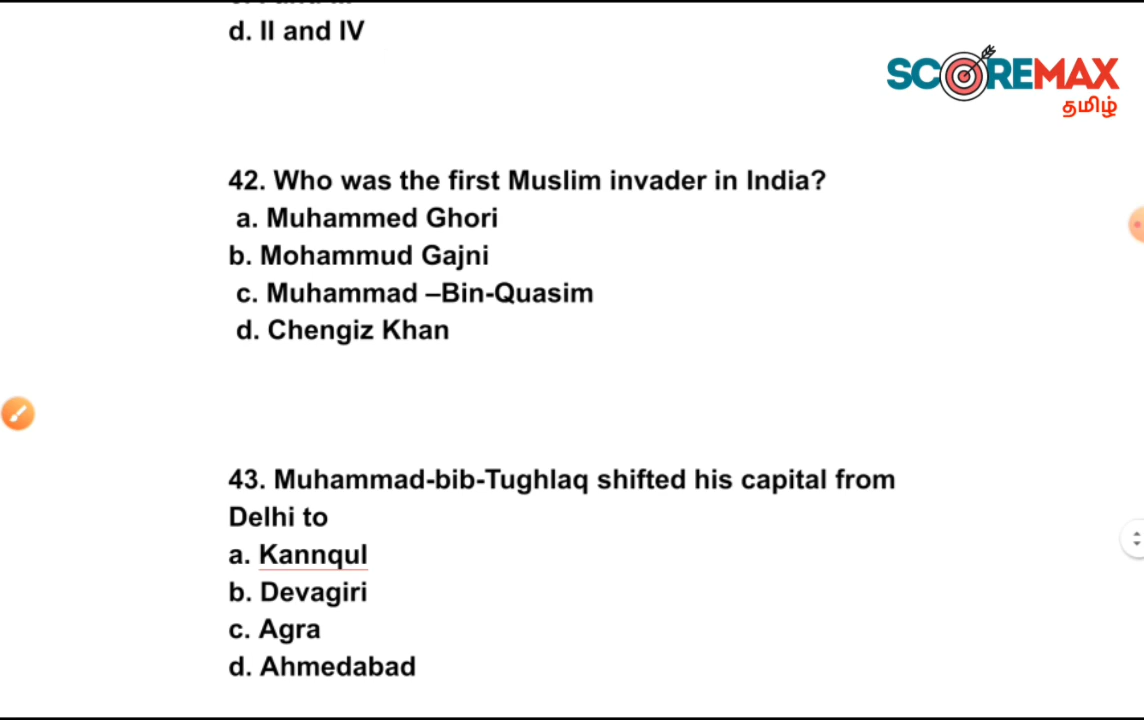 d. II and IV
SCOREMAX
தமிழ்
42. Who was the first Muslim invader in India?
a. Muhammed Ghori
b. Mohammud Gajni
c. Muhammad –Bin-Quasim
d. Chengiz Khan
43. Muhammad-bib-Tughlaq shifted his capital from
Delhi to
a. Kannqul
b. Devagiri
c. Agra
d. Ahmedabad